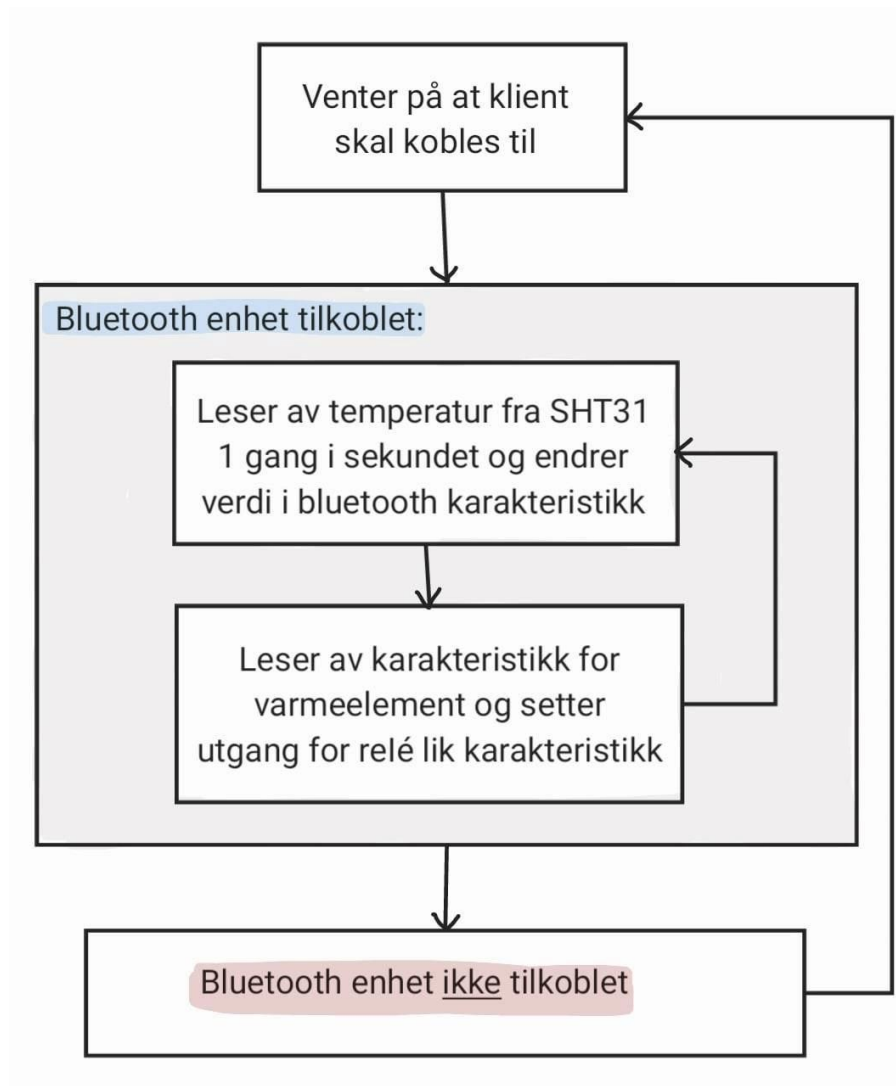 Venter på at klient
skal kobles til
Bluetooth enhet tilkoblet:
Leser av temperatur fra SHT31
1 gang i sekundet og endrer
verdi i bluetooth karakteristikk
Leser av karakteristikk for
varmeelement og setter
utgang for relé lik karakteristikk
Bluetooth enhet ikke tilkoblet